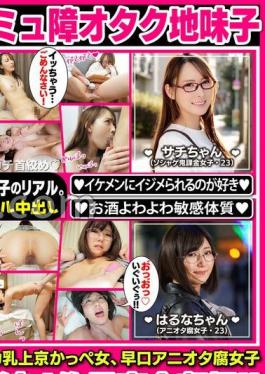 ミュ障オタク地味子
イッちゃう…
ごめんなさい!
サチちゃん
(ソシャゲ鬼課金女子・23)
首絞め♡
子のリアル。
ル中出し
♥イケメンにイジメられるのが好き♥
♥お酒よわよわ敏感体質♥
おっおっ♡
いぐいぐぅ!!
はるなちゃん
(アニオタ腐女子・23)
乳上京かっぺ女、早口アニオタ腐女子